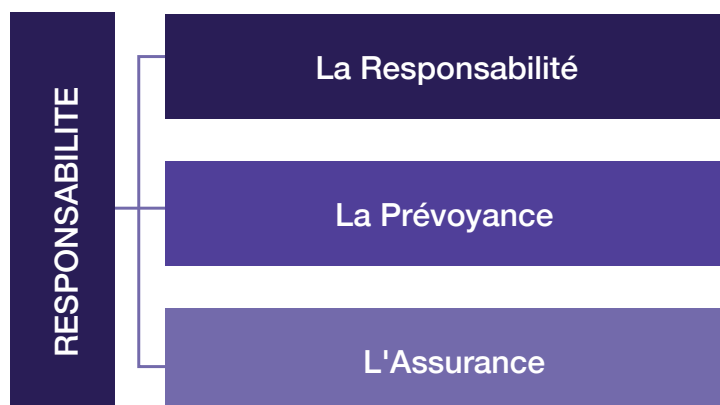 RESPONSABILITE
La Responsabilité
La Prévoyance
L'Assurance